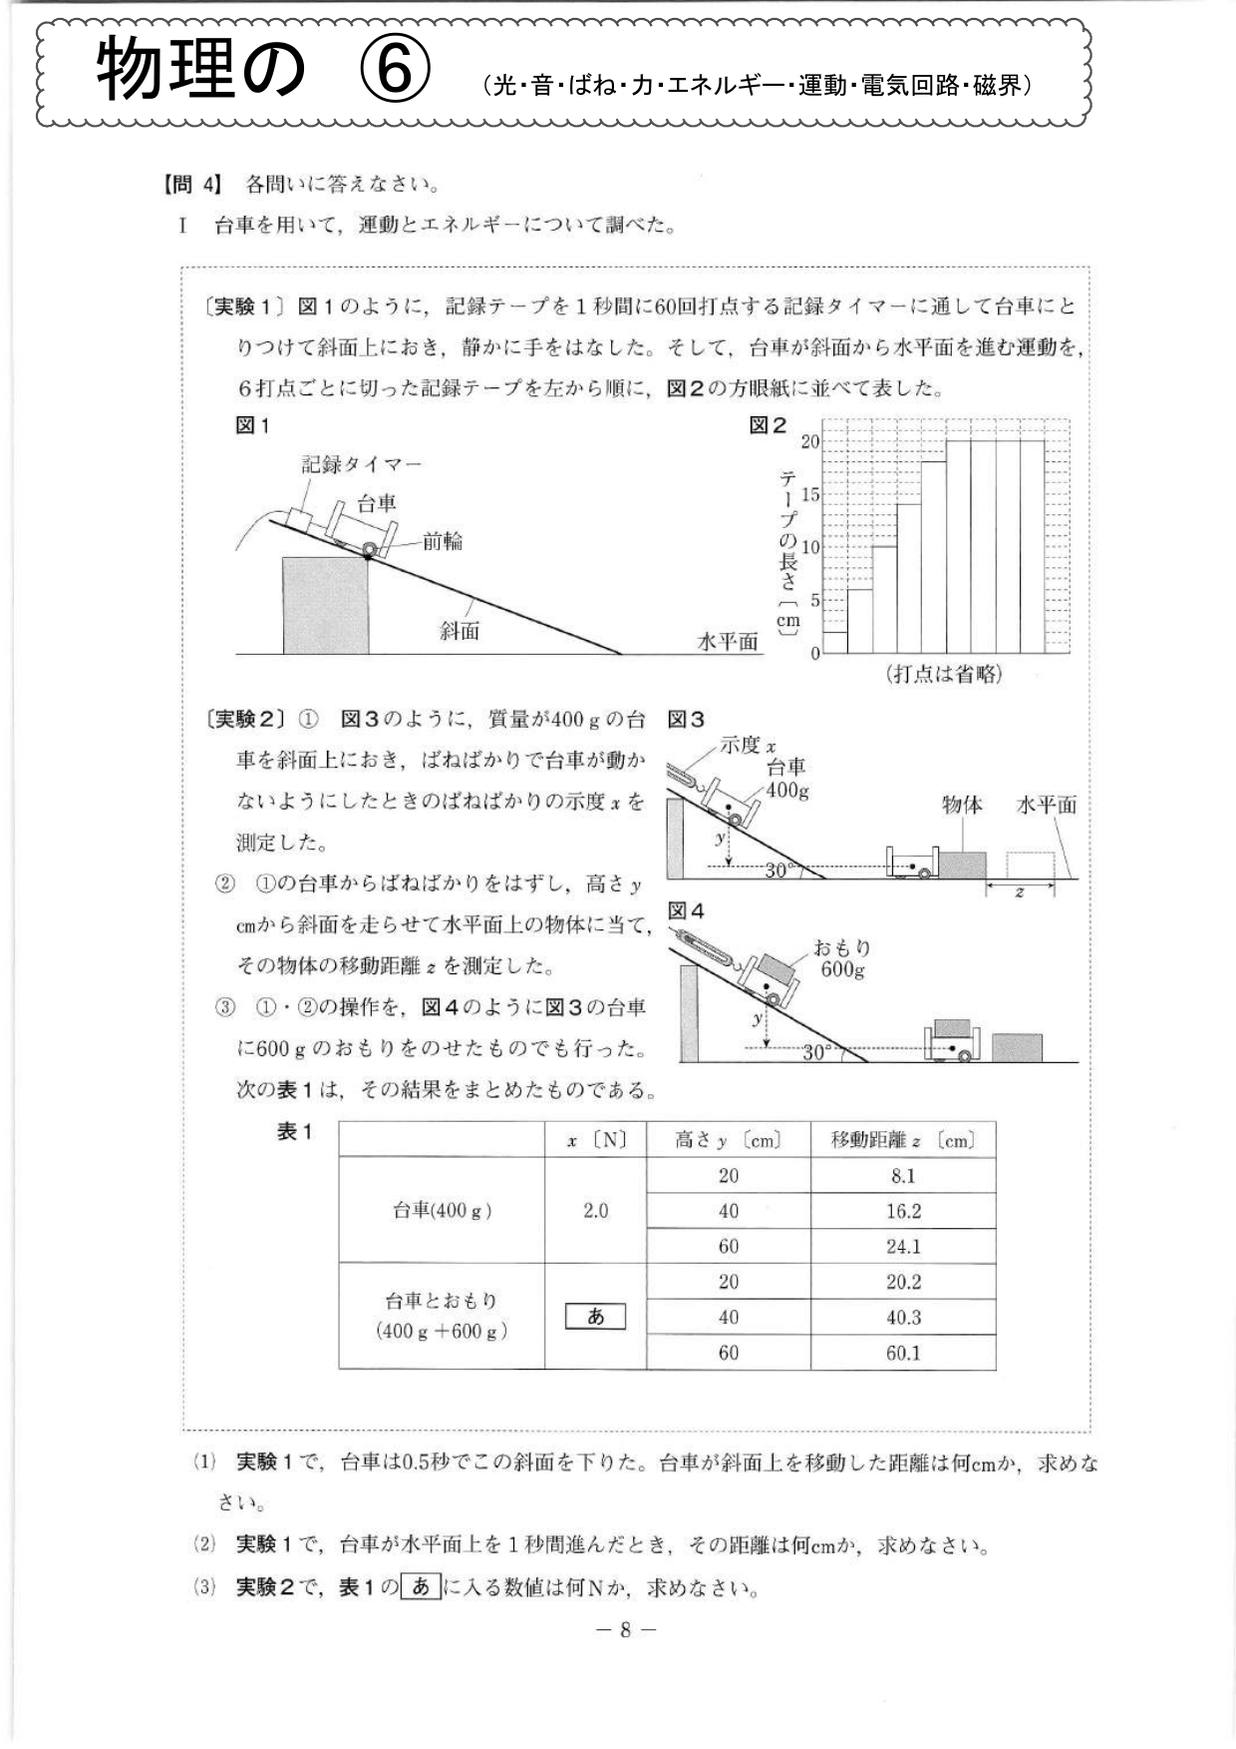 物理の ⑥ （光・音・ばね・力・エネルギー・運動・電気回路・磁界）
【問 4】 各問いに答えなさい。
Ⅰ 台車を用いて，運動とエネルギーについて調べた。
〔実験１〕図１のように，記録テープを１秒間に60回打点する記録タイマーに通して台車にと
りつけて斜面上におき，静かに手をはなした。そして，台車が斜面から水平面を進む運動を，
６打点ごとに切った記録テープを左から順に，図２の方眼紙に並べて表した。
図１
記録タイマー
台車
前輪
斜面
水平面
図２
テープの長さ〔cm〕
20
15
10
5
0
(打点は省略)
〔実験２〕① 図３のように，質量が400ｇの台
車を斜面上におき，ばねばかりで台車が動か
ないようにしたときのばねばかりの示度 x を
測定した。
② ①の台車からばねばかりをはずし，高さ y
cmから斜面を走らせて水平面上の物体に当て，
その物体の移動距離 z を測定した。
③ ①・②の操作を，図４のように図３の台車
に600ｇのおもりをのせたものでも行った。
次の表１は，その結果をまとめたものである。
図３
示度 x
台車
400g
物体 水平面
y
30°
z
図４
おもり
600g
y
30°
表１
x 〔N〕 高さ y 〔cm〕 移動距離 z 〔cm〕
台車(400ｇ) 2.0
20 8.1
40 16.2
60 24.1
台車とおもり
(400ｇ＋600ｇ)
あ
20 20.2
40 40.3
60 60.1
(1) 実験１で，台車は0.5秒でこの斜面を下りた。台車が斜面上を移動した距離は何cmか，求めな
さい。
(2) 実験１で，台車が水平面上を１秒間進んだとき，その距離は何cmか，求めなさい。
(3) 実験２で，表１の あ に入る数値は何Ｎか，求めなさい。
－ 8 －